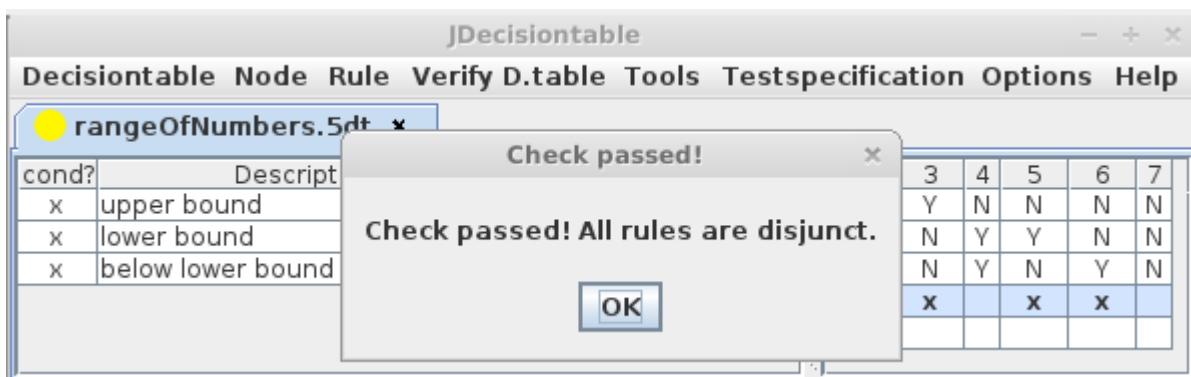 JDecisiontable
Decisiontable Node Rule Verify D.table Tools Testspecification Options Help
rangeOfNumbers.5dt
Check passed!
cond? Descript 3 4 5 6 7
x upper bound Y N N N N
x lower bound N Y Y N N
x below lower bound N Y N Y N
x x x
Check passed! All rules are disjunct.
OK